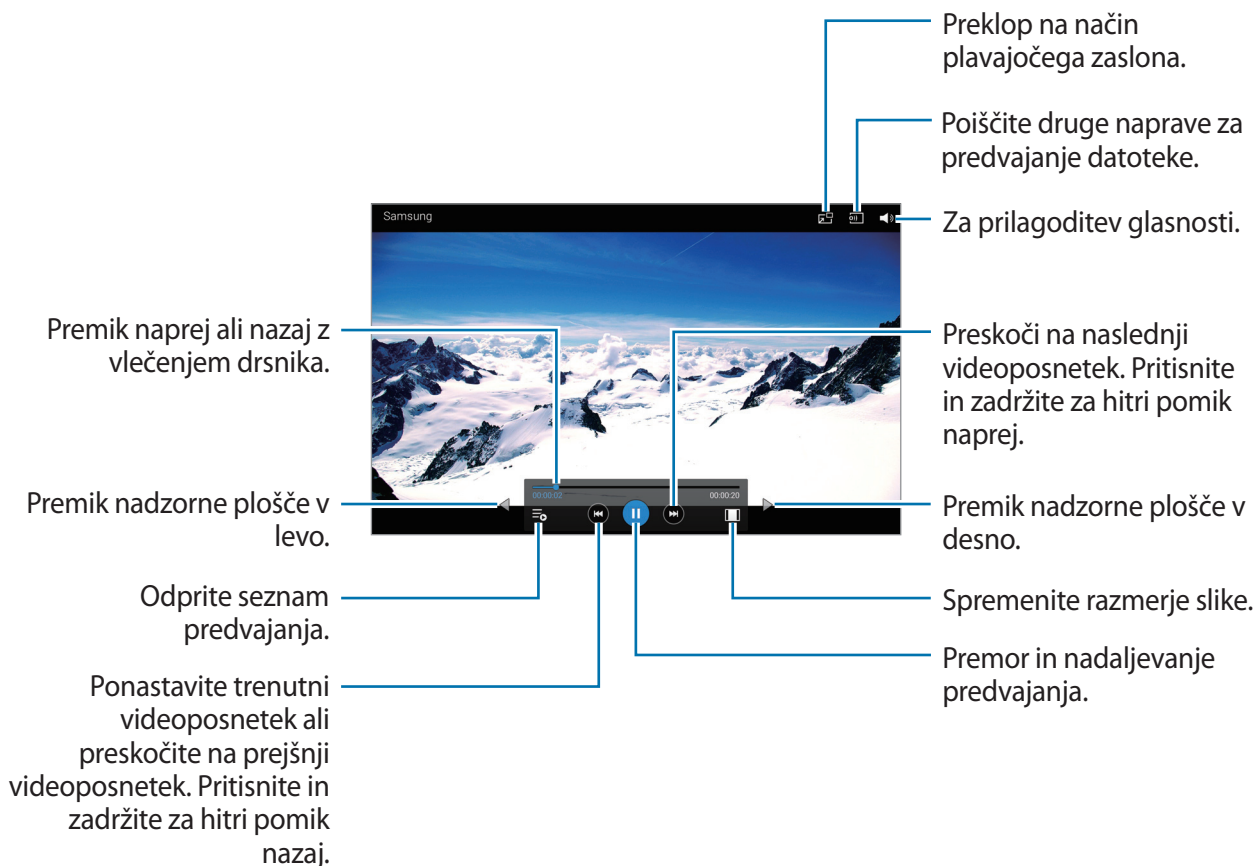 Preklop na način
plavajočega zaslona.
Poiščite druge naprave za
predvajanje datoteke.
Samsung
Za prilagoditev glasnosti.
Premik naprej ali nazaj z
vlečenjem drsnika.
Preskoči na naslednji
videoposnetek. Pritisnite
in zadržite za hitri pomik
naprej.
00:00:02
00:00:20
Premik nadzorne plošče v
levo.
Premik nadzorne plošče v
desno.
Odprite seznam
predvajanja.
Spremenite razmerje slike.
Premor in nadaljevanje
predvajanja.
Ponastavite trenutni
videoposnetek ali
preskočite na prejšnji
videoposnetek. Pritisnite in
zadržite za hitri pomik
nazaj.